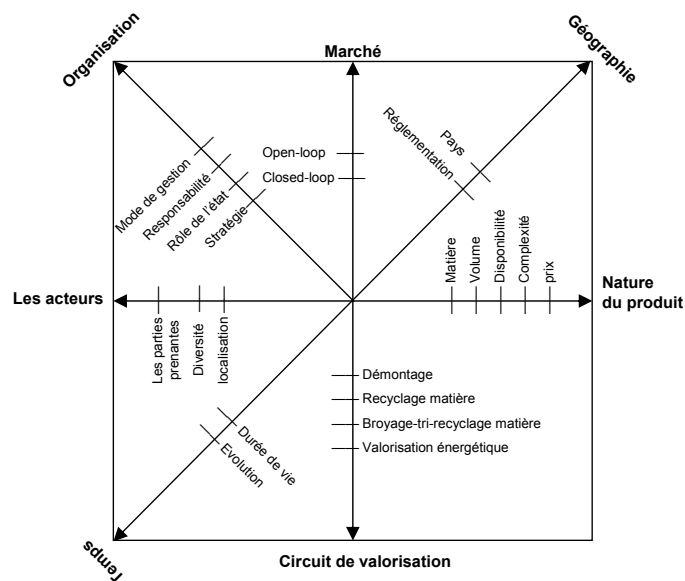 Organisation
Marché
Géographie
Open-loop
Closed-loop
Pays
Réglementation
Mode de gestion
Responsabilité
Rôle de l'état
Stratégie
Matière
Volume
Disponibilité
Complexité
prix
Les acteurs
Nature
du produit
Les parties
prenantes
Diversité
localisation
Démontage
Recyclage matière
Broyage-tri-recyclage matière
Valorisation énergétique
Durée de vie
Evolution
Temps
Circuit de valorisation